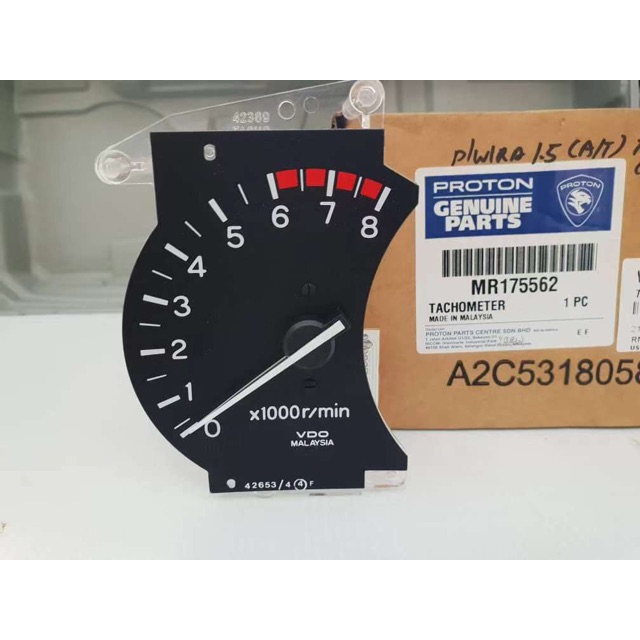 42369
P/WIRA 1.5 (A/T)
PROTON
GENUINE
PARTS
PROTON
MR175562
TACHOMETER 1 PC
MADE IN MALAYSIA
PROTON PARTS CENTRE SDN BHD
E F
A2C5318058
0
1
2
3
4
5
6
7
8
x1000r/min
VDO
MALAYSIA
42653/4 4 F